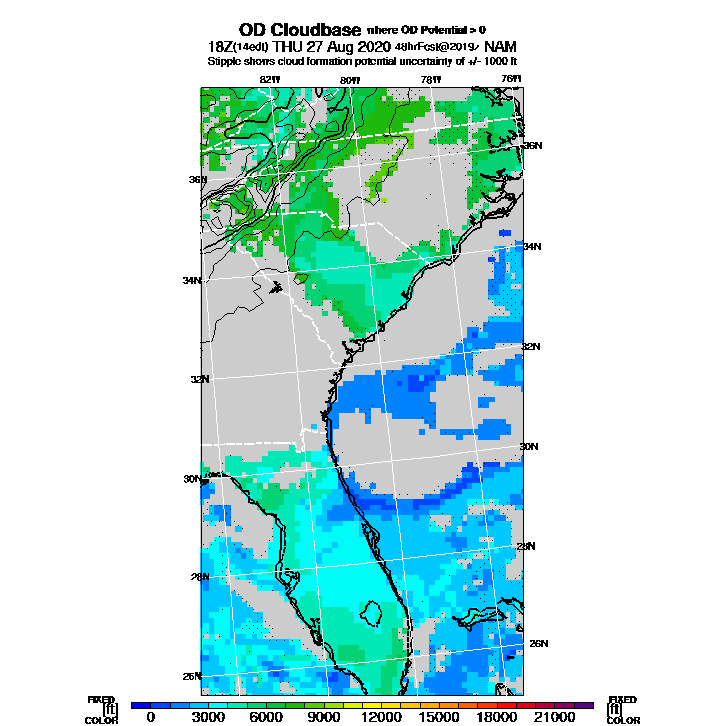 OD Cloudbase where OD Potential > 0
18Z(14edt) THU 27 Aug 2020 48hrFcst@2019z NAM
Stipple shows cloud formation potential uncertainty of +/- 1000 ft
82W 80W 78W 76W
36N
36N
34N
34N
32N
32N
30N
30N
28N
28N
26N
26N
FIXED FIXED
[ft] [ft]
COLOR COLOR
0 3000 6000 9000 12000 15000 18000 21000